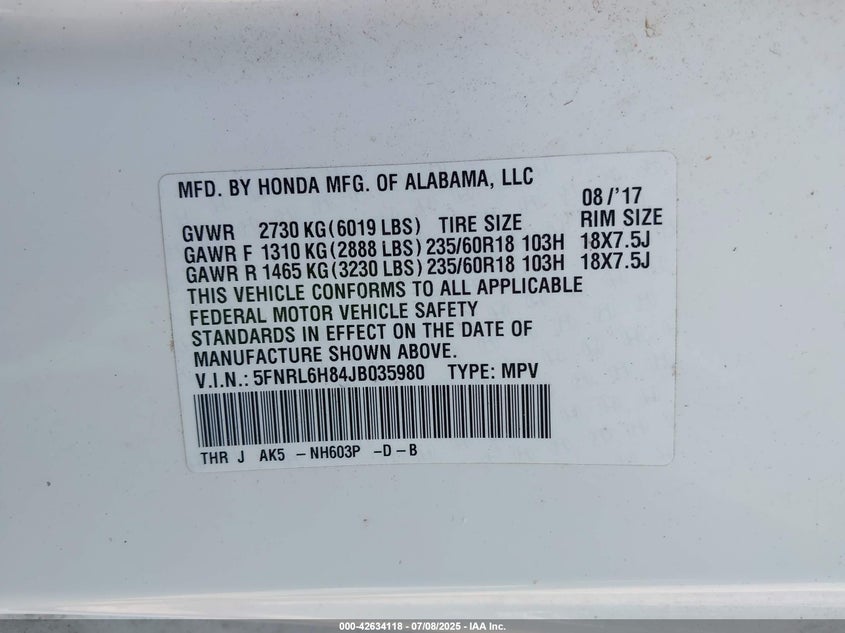 MFD. BY HONDA MFG. OF ALABAMA, LLC
08/'17
GVWR 2730 KG(6019 LBS) TIRE SIZE RIM SIZE
GAWR F 1310 KG(2888 LBS) 235/60R18 103H 18X7.5J
GAWR R 1465 KG(3230 LBS) 235/60R18 103H 18X7.5J
THIS VEHICLE CONFORMS TO ALL APPLICABLE
FEDERAL MOTOR VEHICLE SAFETY
STANDARDS IN EFFECT ON THE DATE OF
MANUFACTURE SHOWN ABOVE.
V.I.N.: 5FNRL6H84JB035980 TYPE: MPV
THR J AK5 -NH603P -D-B
000-42634118 - 07/08/2025 - IAA Inc.